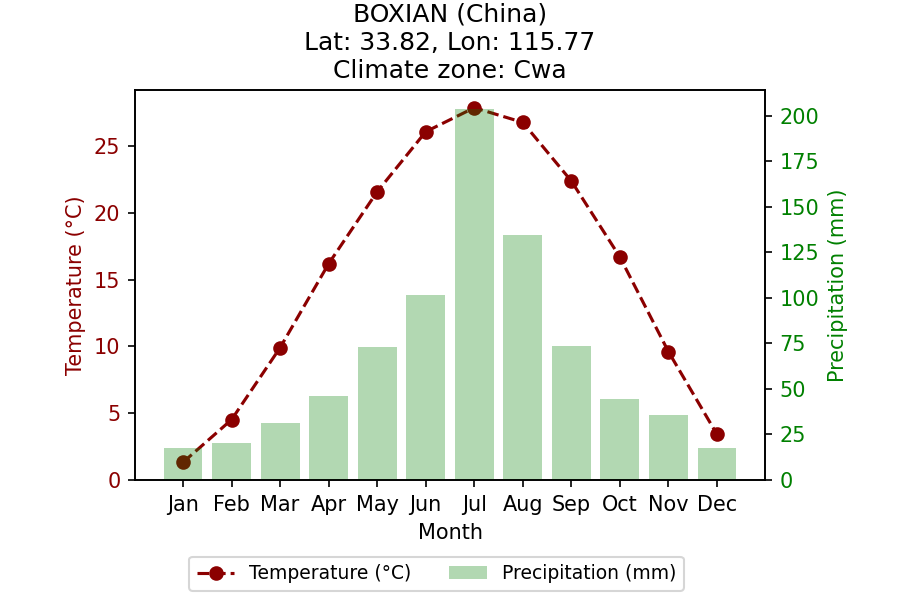 BOXIAN (China)
Lat: 33.82, Lon: 115.77
Climate zone: Cwa
Temperature (°C)
25
20
15
10
5
0
200
175
150
125
100
75
50
25
0
Precipitation (mm)
Jan Feb Mar Apr May Jun Jul Aug Sep Oct Nov Dec
Month
Temperature (°C) Precipitation (mm)